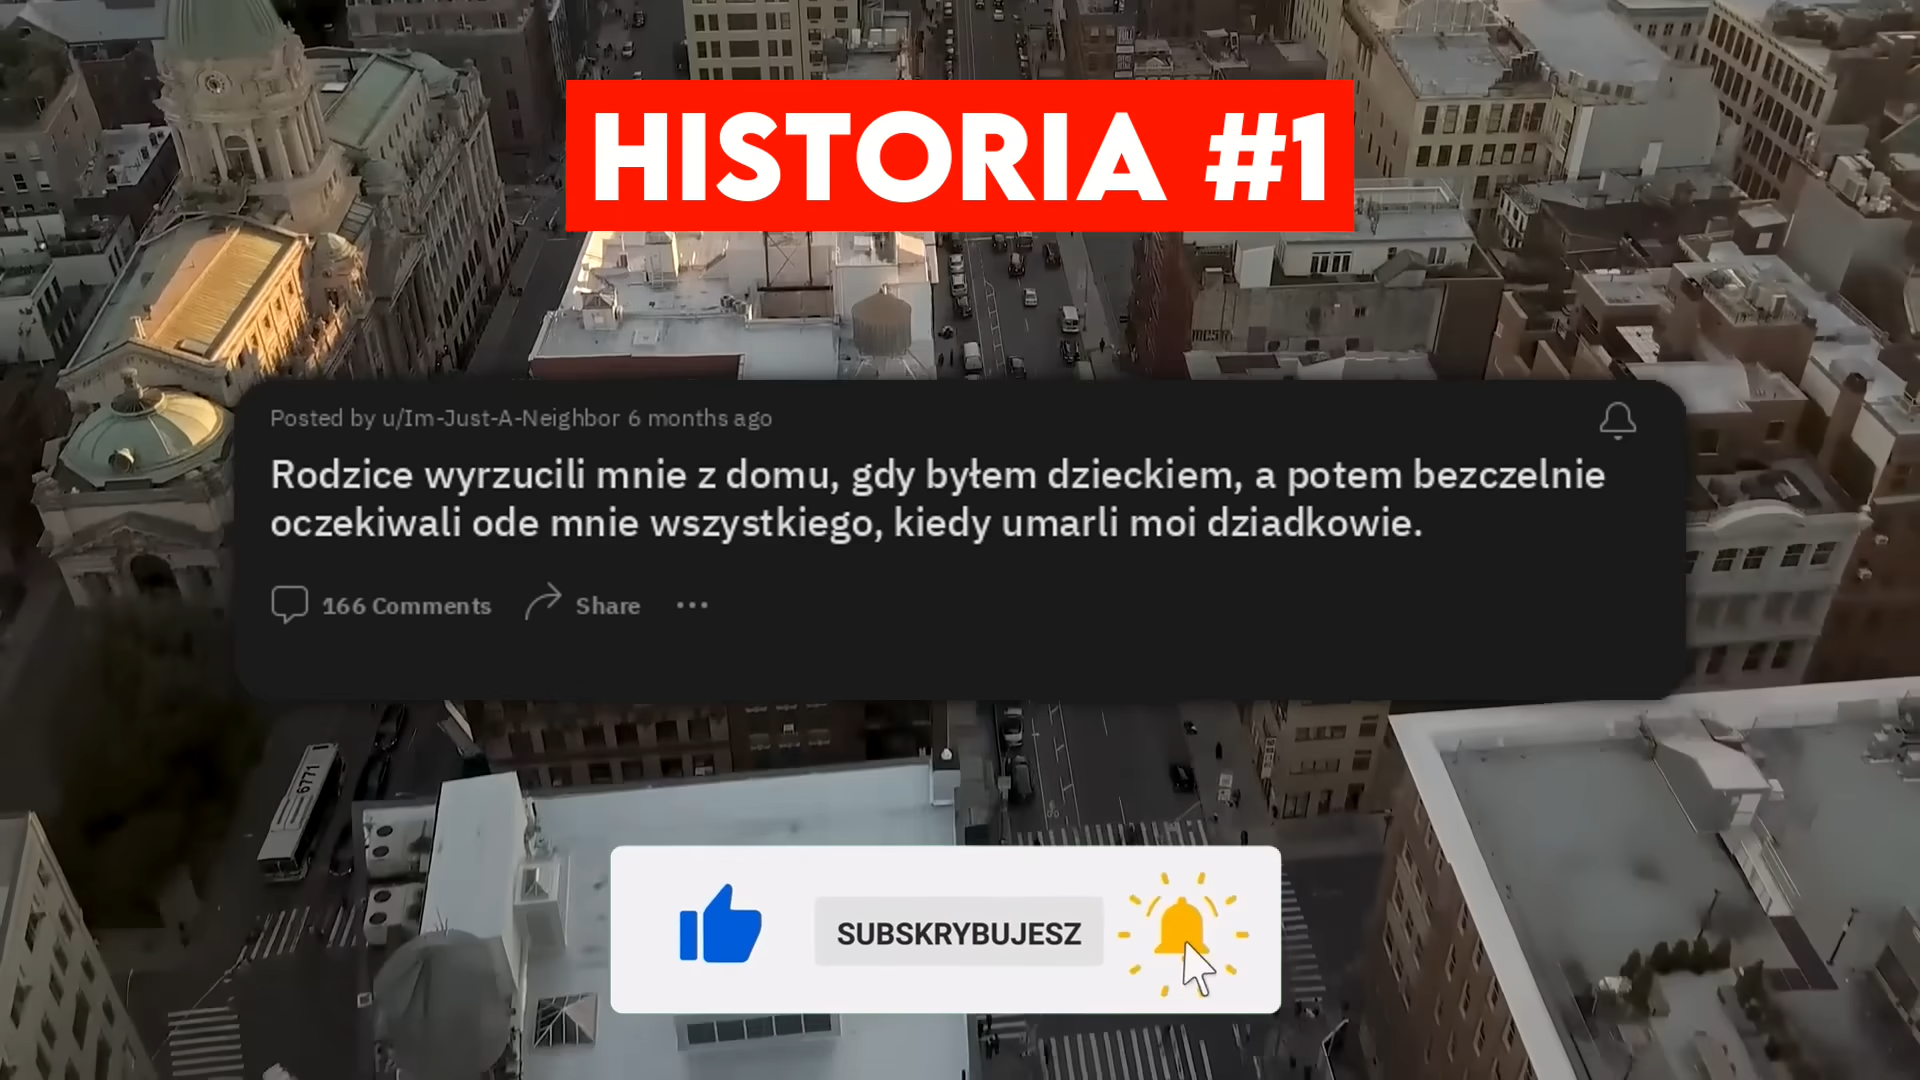 HISTORIA #1
Posted by u/Im-Just-A-Neighbor 6 months ago
Rodzice wyrzucili mnie z domu, gdy byłem dzieckiem, a potem bezczelnie
oczekiwali ode mnie wszystkiego, kiedy umarli moi dziadkowie.
166 Comments Share
6771
SUBSKRYBUJESZ